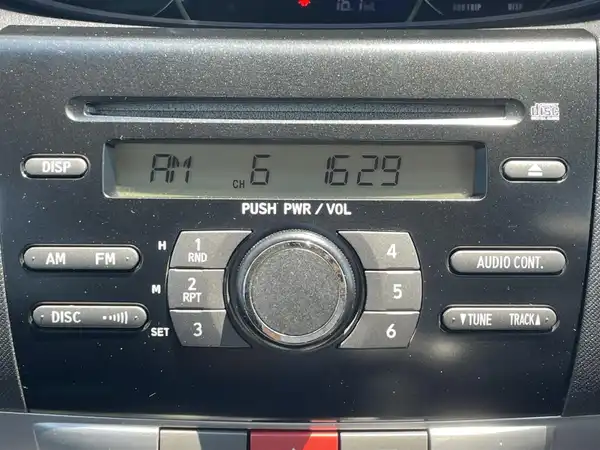 disc
DISP
AM CH 6 1629
PUSH PWR / VOL
AM FM
H 1 RND
4
AUDIO CONT.
M 2 RPT
5
DISC
SET 3
6
▼TUNE TRACK▲